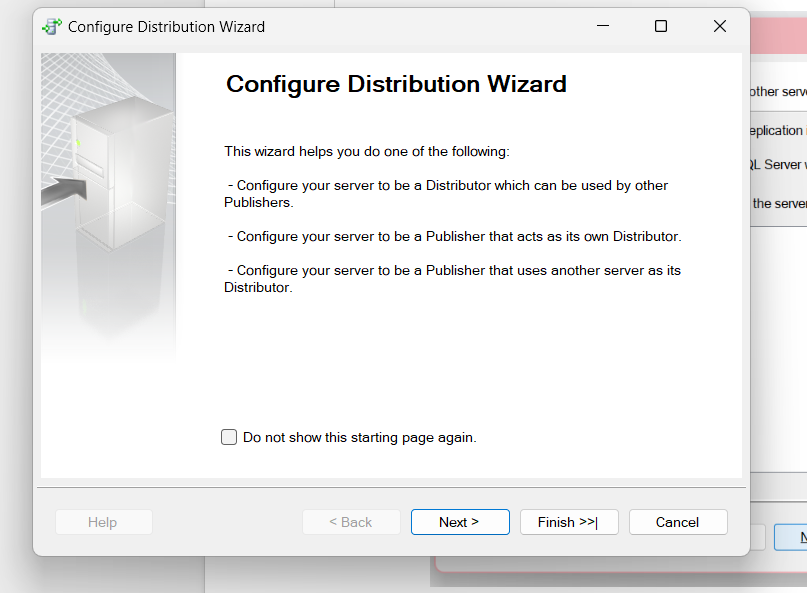 Configure Distribution Wizard
Configure Distribution Wizard
This wizard helps you do one of the following:
- Configure your server to be a Distributor which can be used by other
Publishers.
- Configure your server to be a Publisher that acts as its own Distributor.
- Configure your server to be a Publisher that uses another server as its
Distributor.
Do not show this starting page again.
Help
< Back
Next >
Finish >>|
Cancel
other serv
eplication
QL Server
the server
N